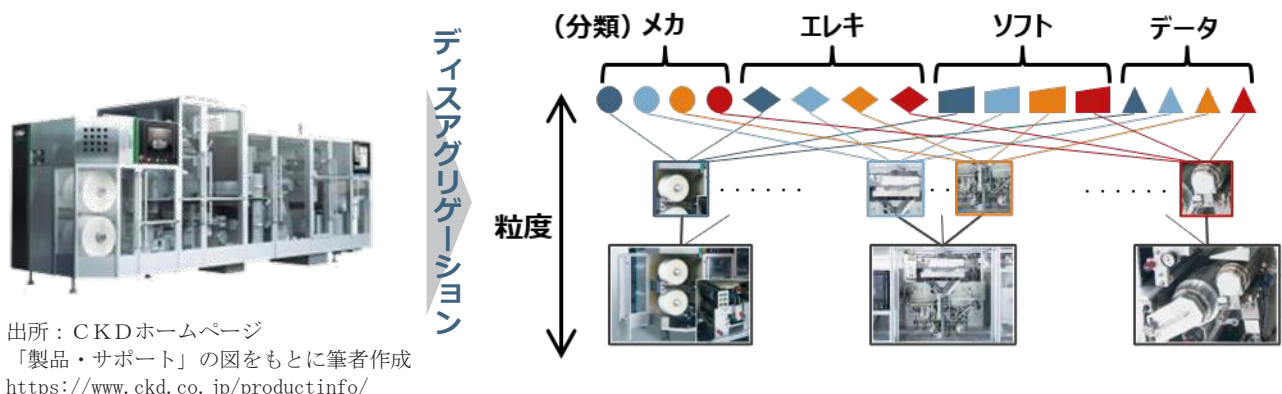 ディスアグリゲーション
(分類) メカ エレキ ソフト データ
粒度
出所：ＣＫＤホームページ
「製品・サポート」の図をもとに筆者作成
https://www.ckd.co.jp/productinfo/